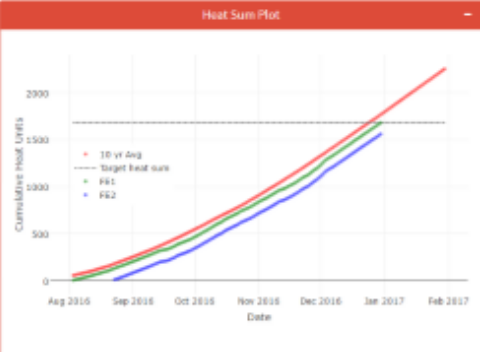 Heat Sum Plot
Cumulative Heat Units
2000
1500
1000
500
0
10 yr Avg
Target heat sum
FE1
FE2
Aug 2016 Sep 2016 Oct 2016 Nov 2016 Dec 2016 Jan 2017 Feb 2017
Date